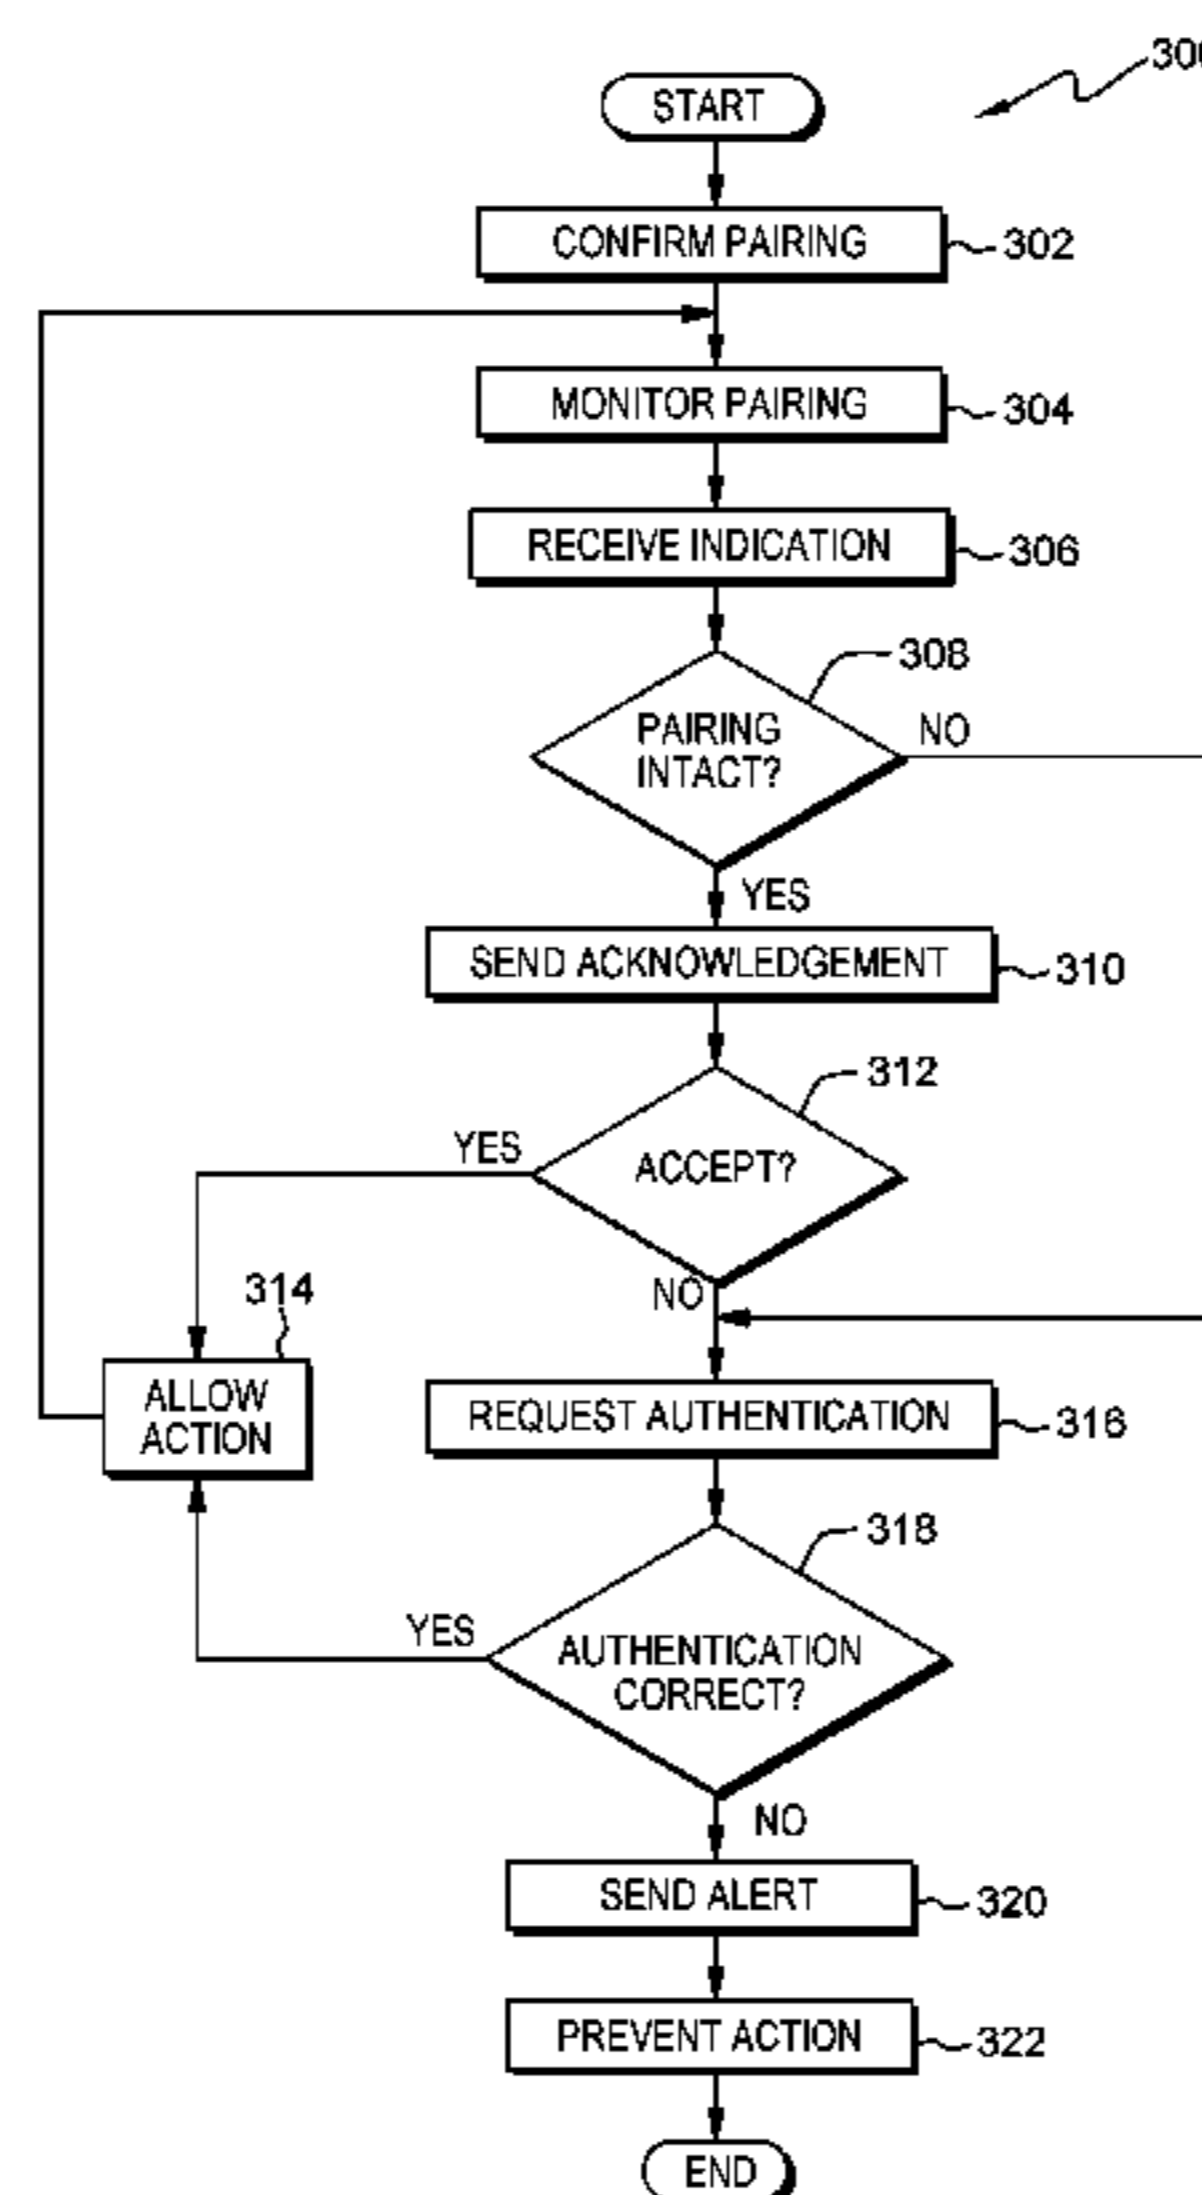 300
START
CONFIRM PAIRING
302
MONITOR PAIRING
304
RECEIVE INDICATION
306
308
PAIRING
INTACT?
NO
YES
SEND ACKNOWLEDGEMENT
310
312
YES
ACCEPT?
314
NO
ALLOW
ACTION
REQUEST AUTHENTICATION
316
318
YES
AUTHENTICATION
CORRECT?
NO
SEND ALERT
320
PREVENT ACTION
322
END